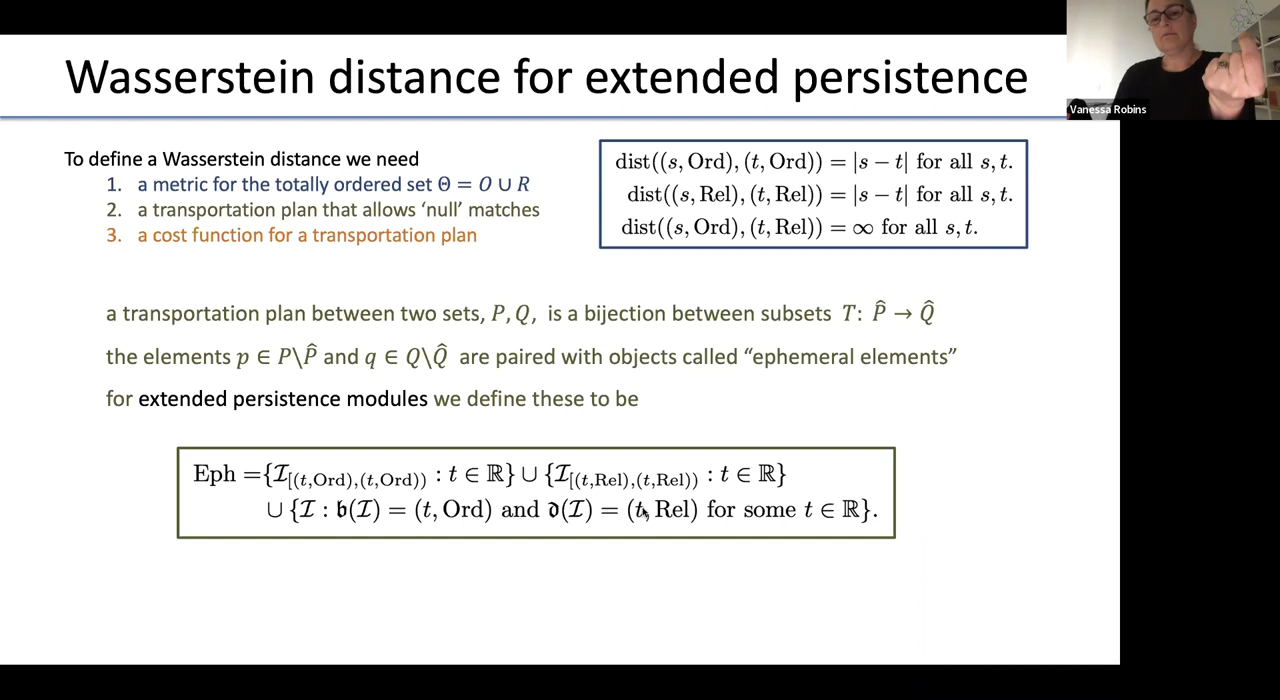 Wasserstein distance for extended persistence
Vanessa Robins
To define a Wasserstein distance we need
1. a metric for the totally ordered set Θ = O ∪ R
2. a transportation plan that allows ‘null’ matches
3. a cost function for a transportation plan
dist((s, Ord), (t, Ord)) = |s − t| for all s, t.
dist((s, Rel), (t, Rel)) = |s − t| for all s, t.
dist((s, Ord), (t, Rel)) = ∞ for all s, t.
a transportation plan between two sets, P, Q, is a bijection between subsets T: P̂ → Q̂
the elements p ∈ P\P̂ and q ∈ Q\Q̂ are paired with objects called “ephemeral elements”
for extended persistence modules we define these to be
Eph ={ℐ[(t,Ord),(t,Ord)) : t ∈ ℝ} ∪ {ℐ[(t,Rel),(t,Rel)) : t ∈ ℝ}
∪ {ℐ : 𝔟(ℐ) = (t, Ord) and 𝔡(ℐ) = (t, Rel) for some t ∈ ℝ}.